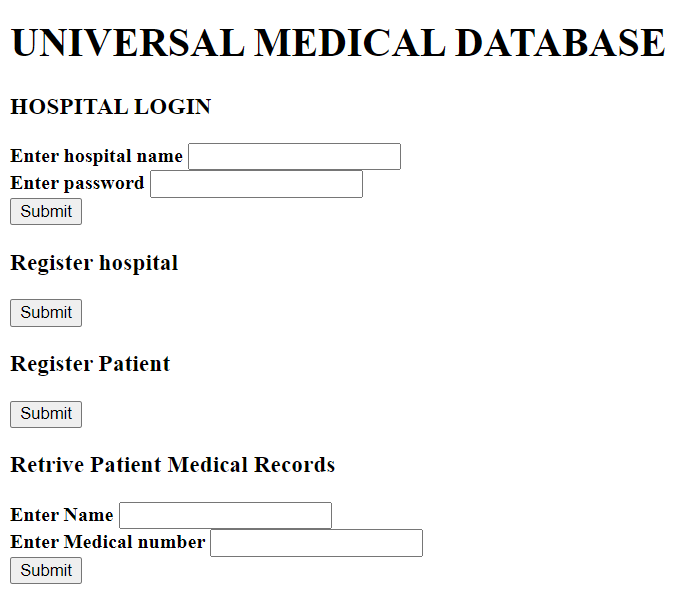 UNIVERSAL MEDICAL DATABASE
HOSPITAL LOGIN
Enter hospital name
Enter password
Submit
Register hospital
Submit
Register Patient
Submit
Retrive Patient Medical Records
Enter Name
Enter Medical number
Submit